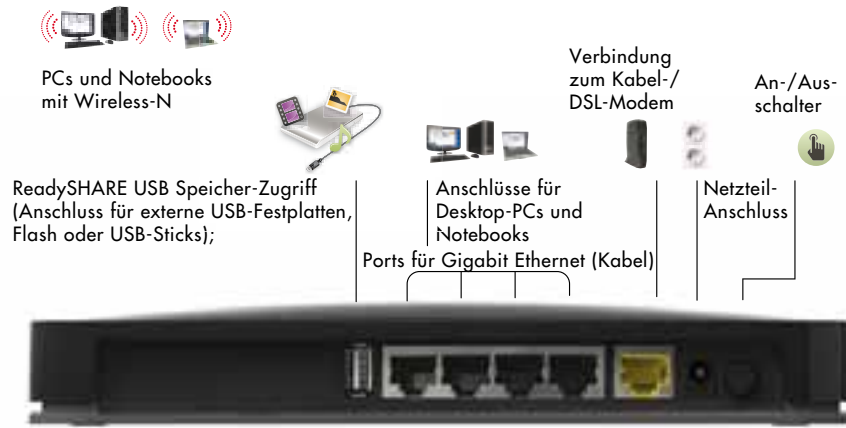 PCs und Notebooks
mit Wireless-N
Verbindung
zum Kabel-/
DSL-Modem
An-/Aus-
schalter
ReadySHARE USB Speicher-Zugriff
(Anschluss für externe USB-Festplatten,
Flash oder USB-Sticks);
Anschlüsse für
Desktop-PCs und
Notebooks
Netzteil-
Anschluss
Ports für Gigabit Ethernet (Kabel)